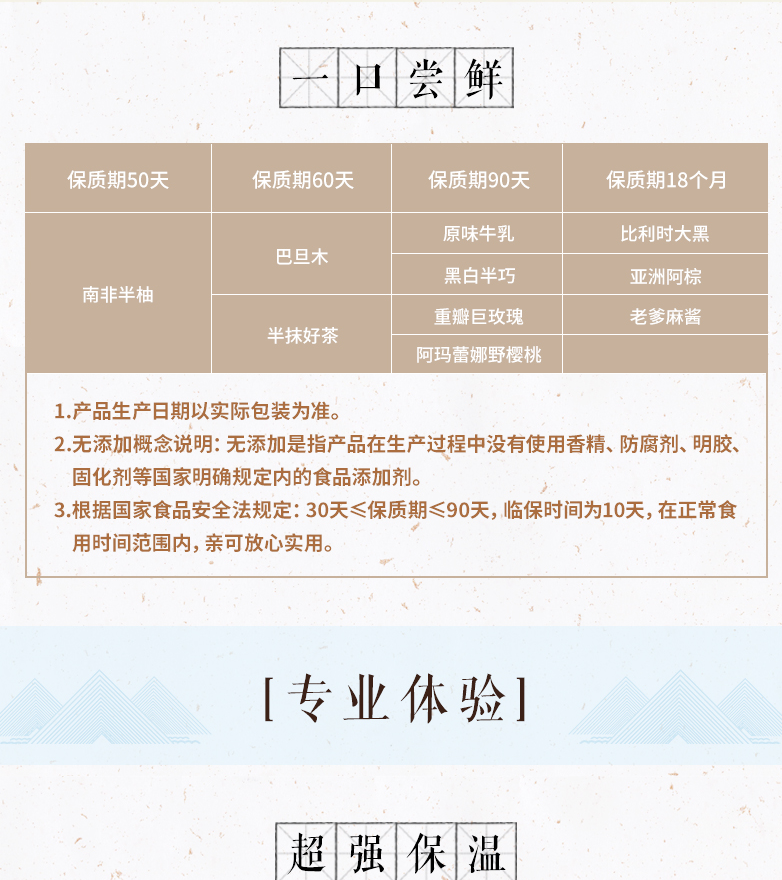 一口尝鲜
保质期50天 保质期60天 保质期90天 保质期18个月
原味牛乳 比利时大黑
巴旦木
黑白半巧 亚洲阿棕
南非半柚
重瓣巨玫瑰 老爹麻酱
半抹好茶
阿玛蕾娜野樱桃
1.产品生产日期以实际包装为准。
2.无添加概念说明：无添加是指产品在生产过程中没有使用香精、防腐剂、明胶、
固化剂等国家明确规定内的食品添加剂。
3.根据国家食品安全法规定：30天≤保质期≤90天，临保时间为10天，在正常食
用时间范围内，亲可放心实用。
[专业体验]
超强保温